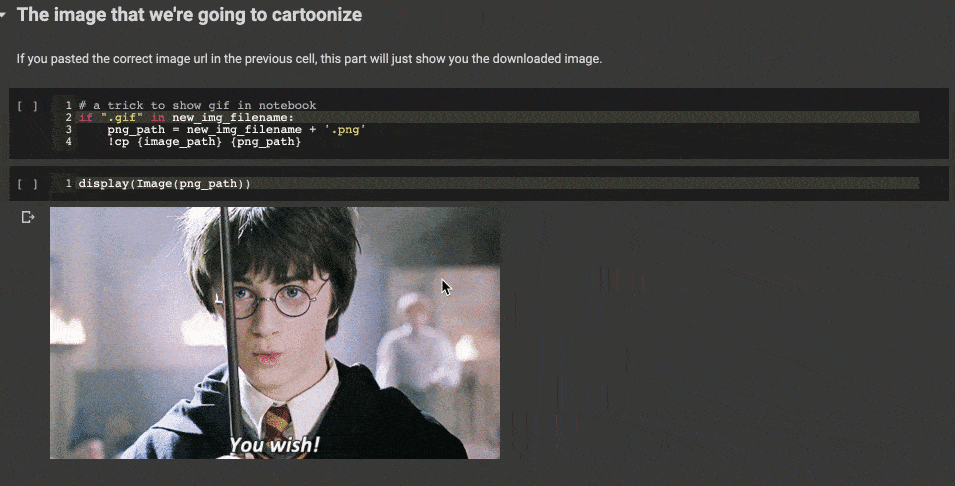 The image that we're going to cartoonize
If you pasted the correct image url in the previous cell, this part will just show you the downloaded image.
[ ] 1 # a trick to show gif in notebook
2 if ".gif" in new_img_filename:
3 png_path = new_img_filename + '.png'
4 !cp {image_path} {png_path}
[ ] 1 display(Image(png_path))
You wish!